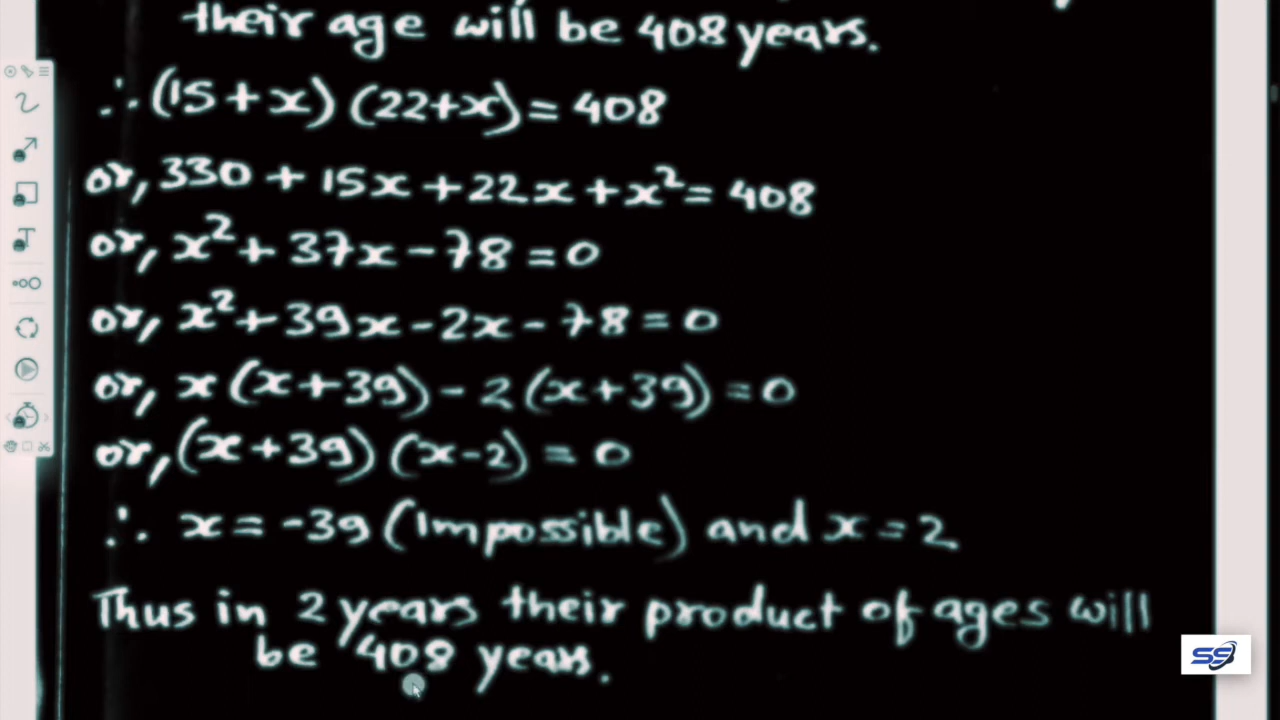 their age will be 408 years.
∴ (15 + x) (22+x) = 408
or, 330 + 15x + 22x + x² = 408
or, x² + 37x - 78 = 0
or, x² + 39x - 2x - 78 = 0
or, x (x + 39) - 2 (x + 39) = 0
or, (x + 39) (x - 2) = 0
∴ x = -39 (Impossible) and x = 2
Thus in 2 years their product of ages will
be 408 years.
SS